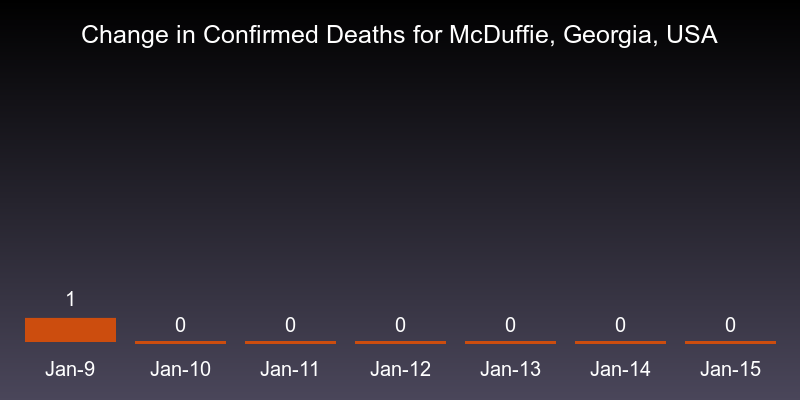 Change in Confirmed Deaths for McDuffie, Georgia, USA
1 0 0 0 0 0 0
Jan-9 Jan-10 Jan-11 Jan-12 Jan-13 Jan-14 Jan-15